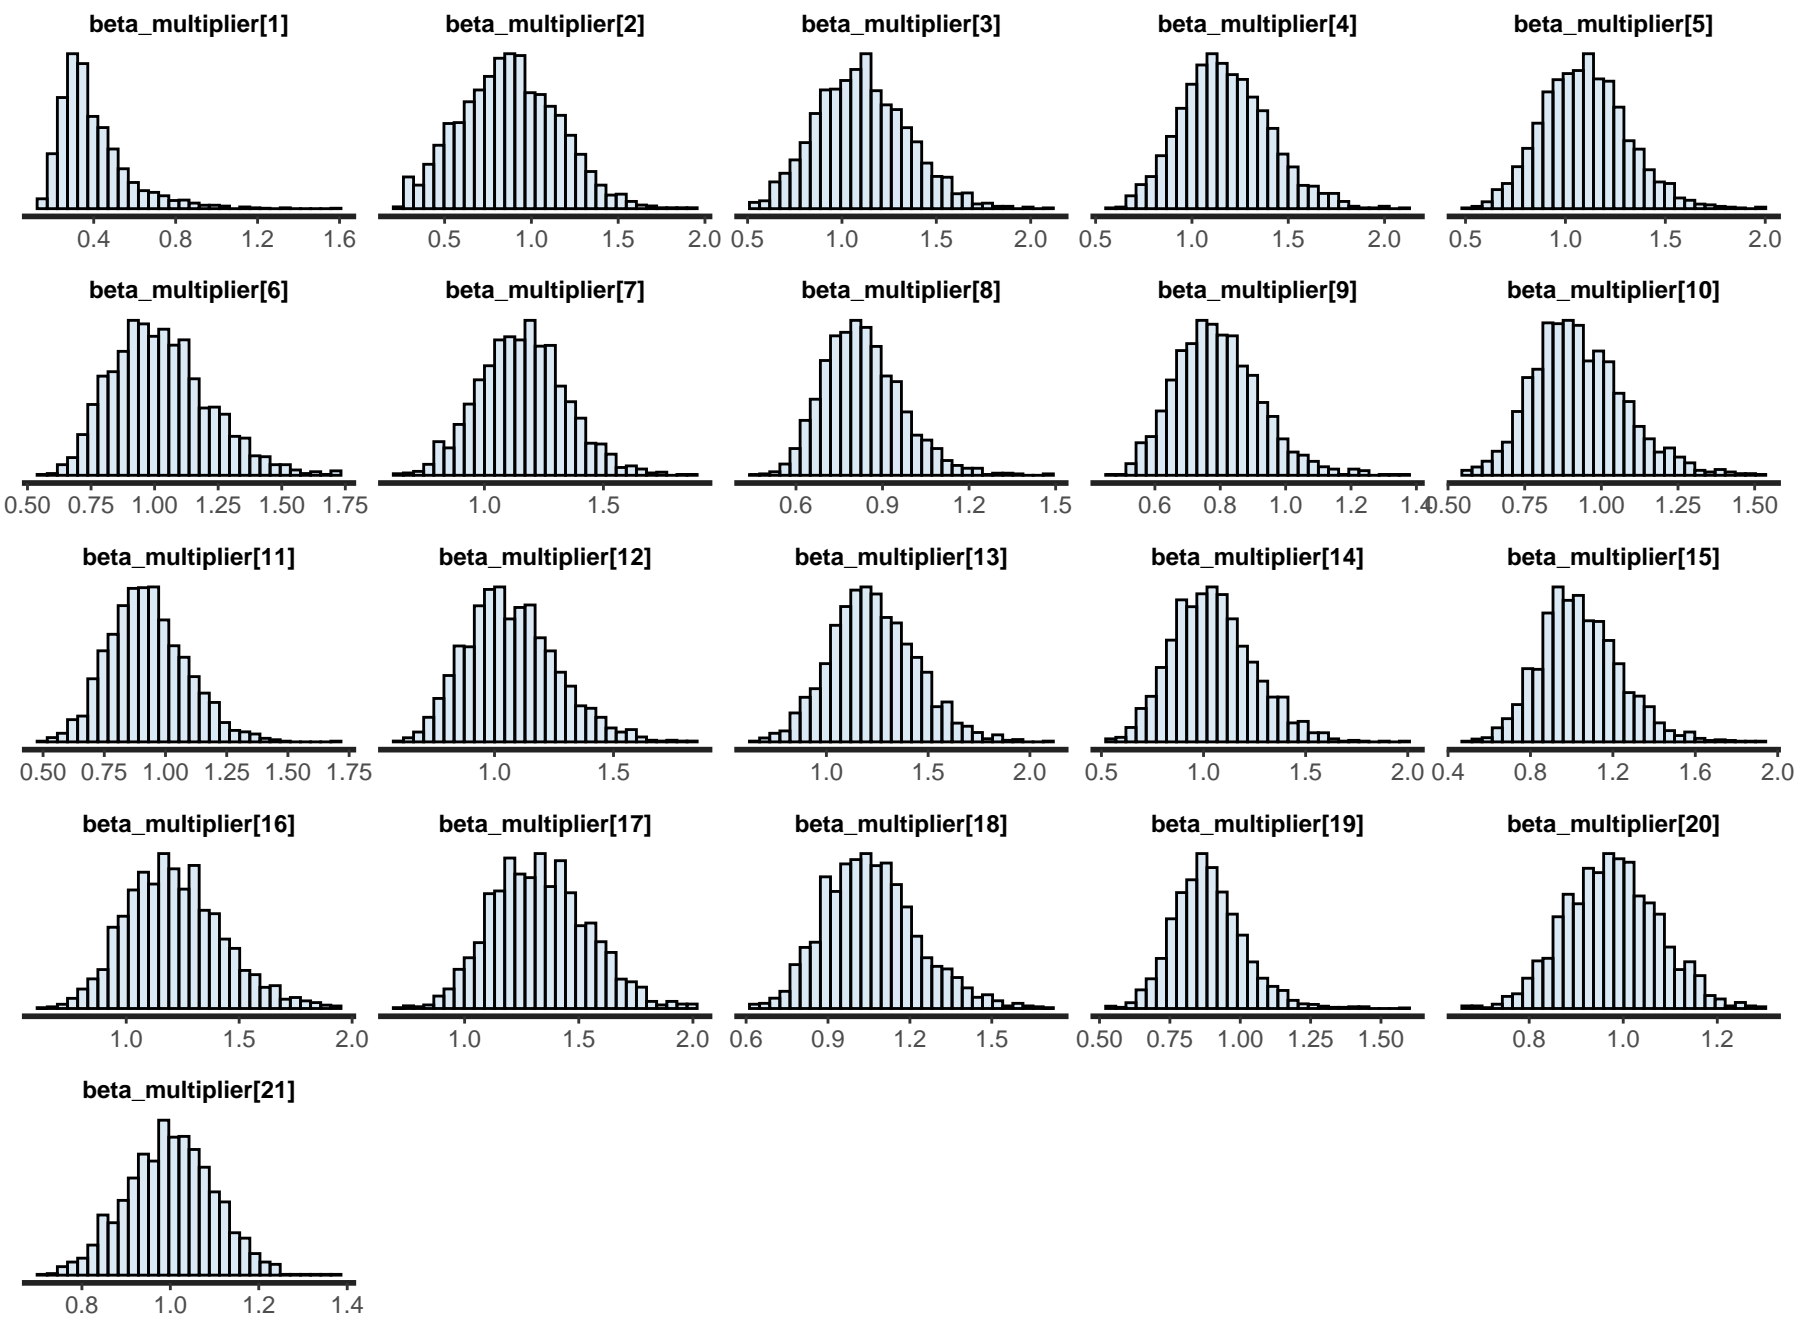 beta_multiplier[1] beta_multiplier[2] beta_multiplier[3] beta_multiplier[4] beta_multiplier[5]
0.4 0.8 1.2 1.6 0.5 1.0 1.5 2.0 0.5 1.0 1.5 2.0 0.5 1.0 1.5 2.0 0.5 1.0 1.5 2.0
beta_multiplier[6] beta_multiplier[7] beta_multiplier[8] beta_multiplier[9] beta_multiplier[10]
0.50 0.75 1.00 1.25 1.50 1.75 1.0 1.5 0.6 0.9 1.2 1.5 0.6 0.8 1.0 1.2 1.4 0.50 0.75 1.00 1.25 1.50
beta_multiplier[11] beta_multiplier[12] beta_multiplier[13] beta_multiplier[14] beta_multiplier[15]
0.50 0.75 1.00 1.25 1.50 1.75 1.0 1.5 1.0 1.5 2.0 0.5 1.0 1.5 2.0 0.4 0.8 1.2 1.6 2.0
beta_multiplier[16] beta_multiplier[17] beta_multiplier[18] beta_multiplier[19] beta_multiplier[20]
1.0 1.5 2.0 1.0 1.5 2.0 0.6 0.9 1.2 1.5 0.50 0.75 1.00 1.25 1.50 0.8 1.0 1.2
beta_multiplier[21]
0.8 1.0 1.2 1.4